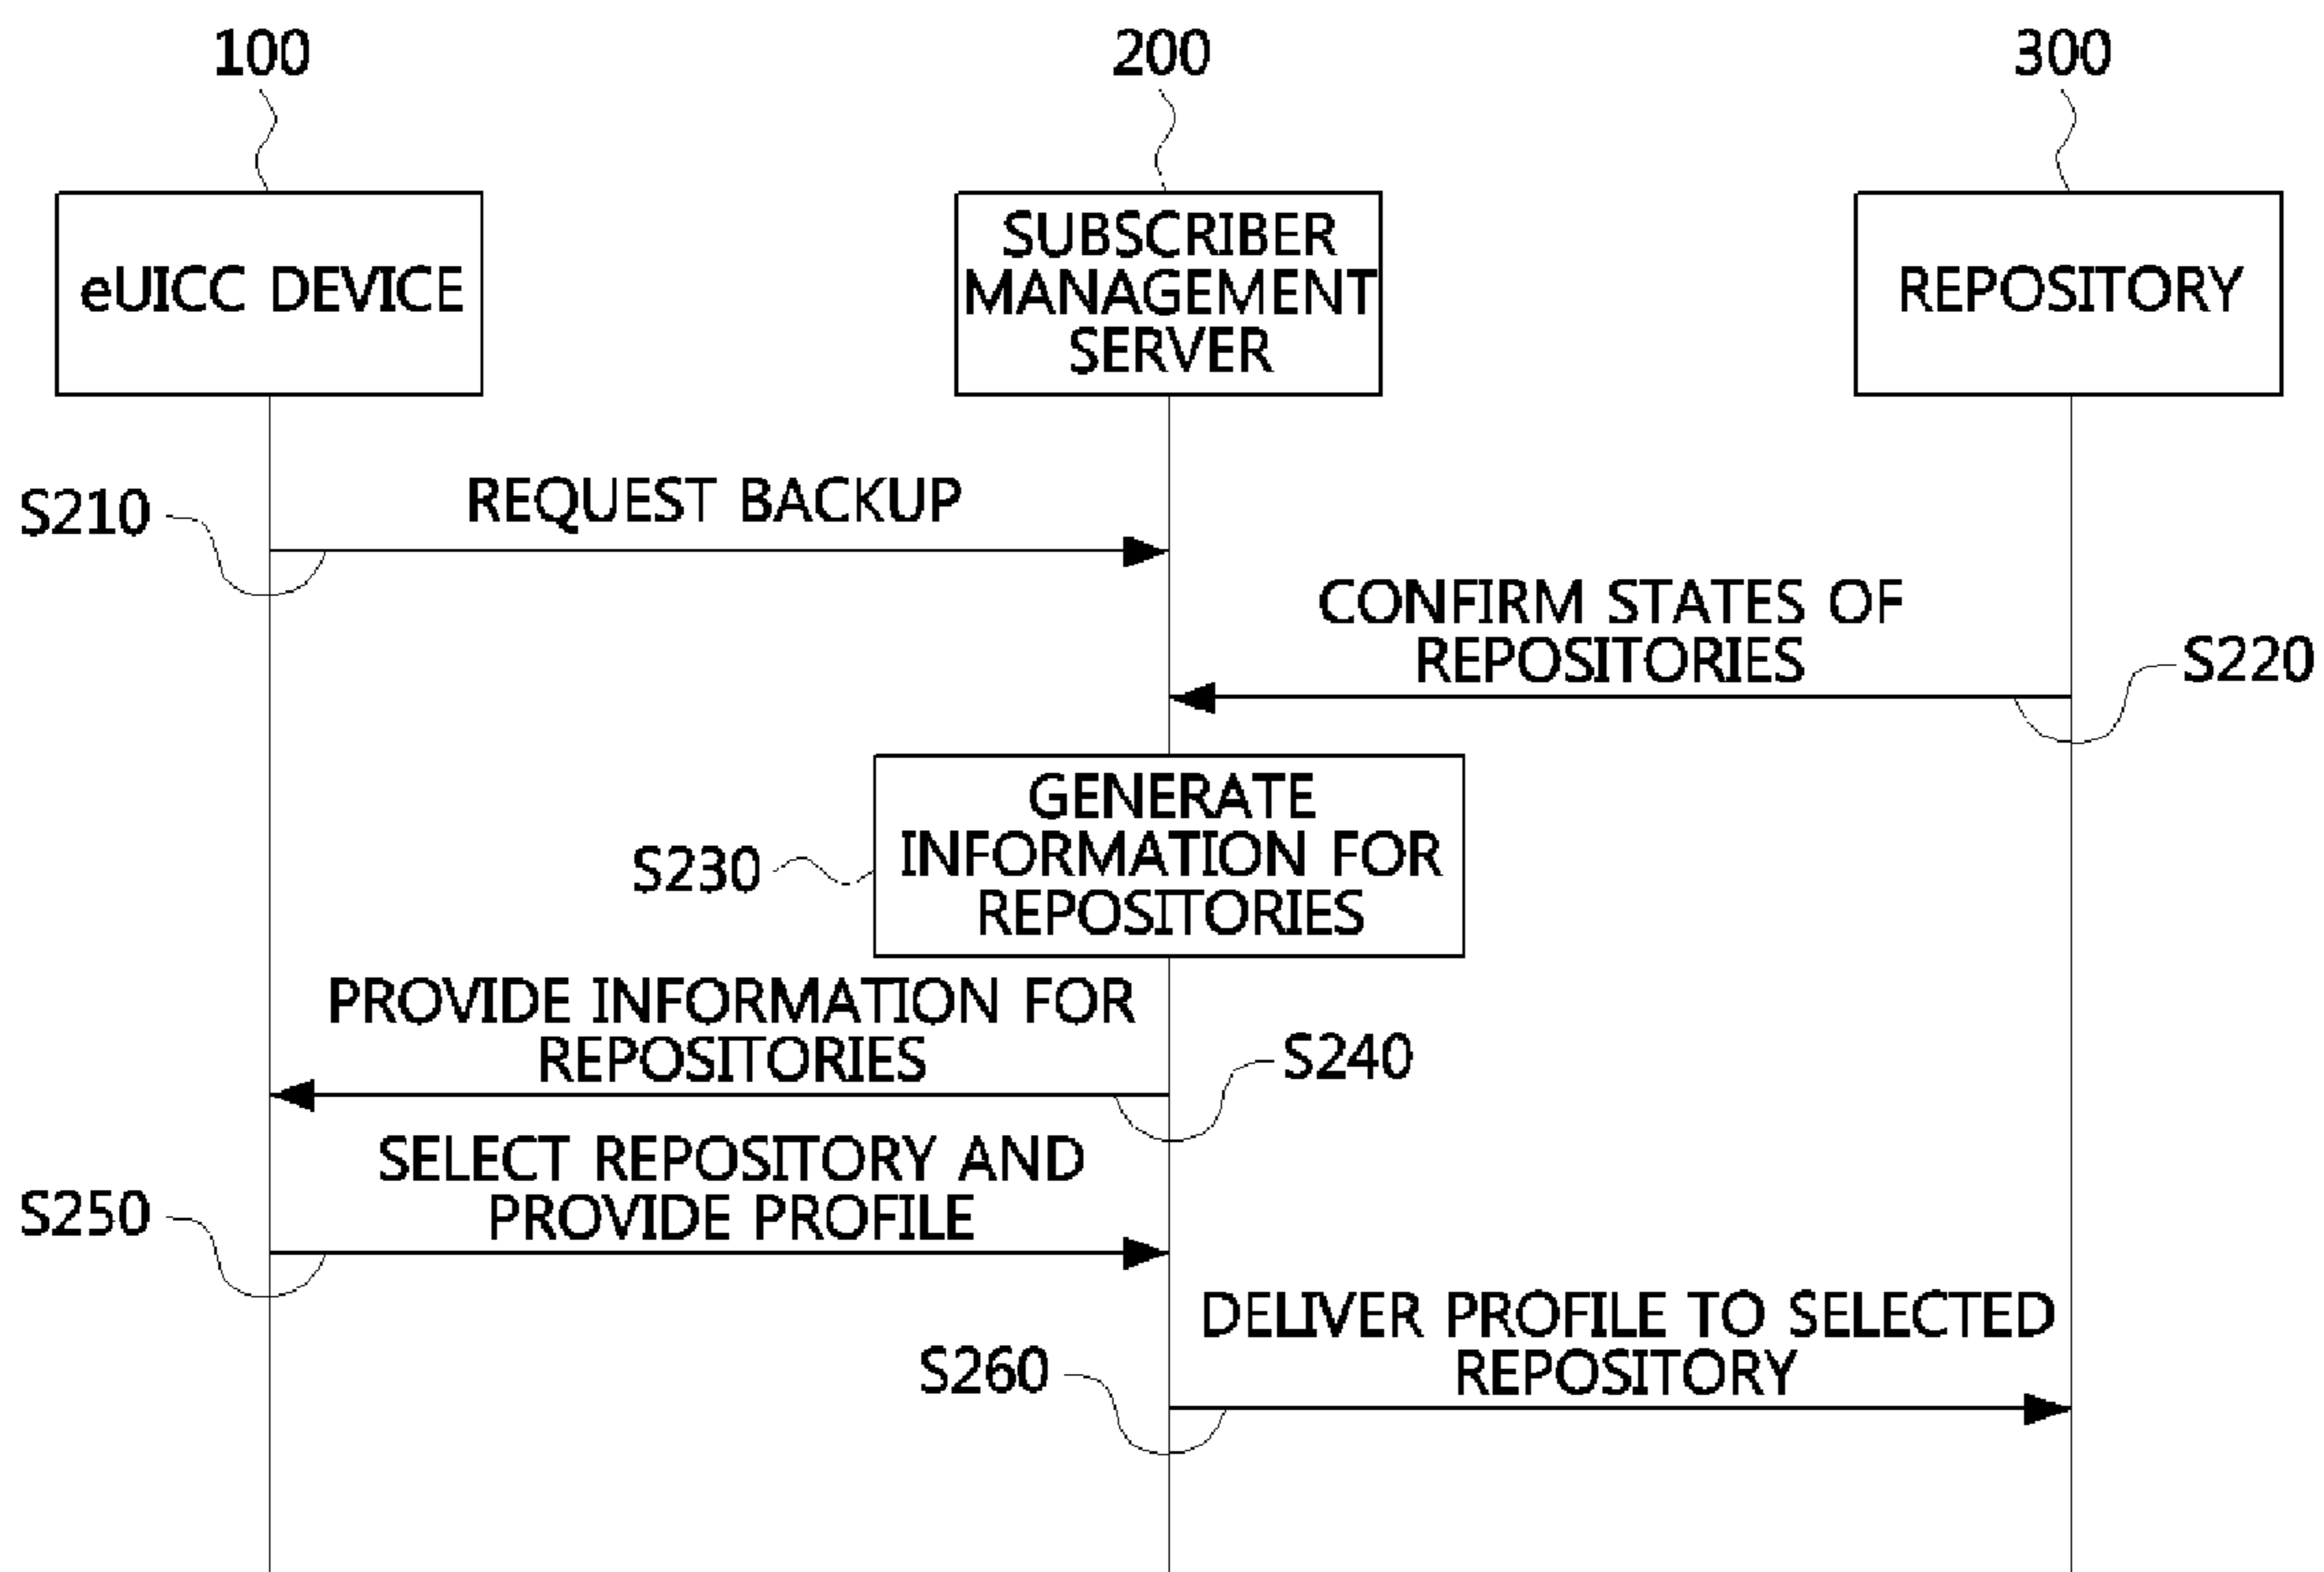 100
200
300
eUICC DEVICE
SUBSCRIBER
MANAGEMENT
SERVER
REPOSITORY
S210
REQUEST BACKUP
CONFIRM STATES OF
REPOSITORIES
S220
S230
GENERATE
INFORMATION FOR
REPOSITORIES
PROVIDE INFORMATION FOR
REPOSITORIES
S240
S250
SELECT REPOSITORY AND
PROVIDE PROFILE
S260
DELIVER PROFILE TO SELECTED
REPOSITORY